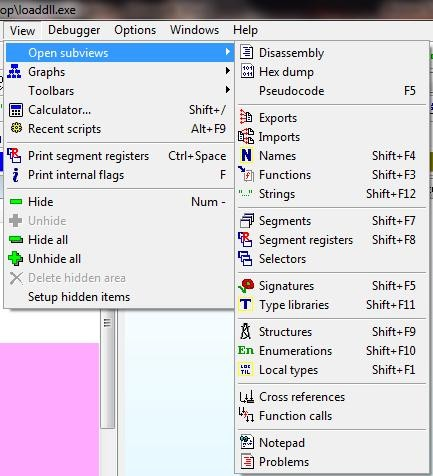 op\loaddll.exe
View Debugger Options Windows Help
Open subviews
Graphs
Toolbars
Calculator... Shift+/
Recent scripts Alt+F9
Print segment registers Ctrl+Space
Print internal flags F
Hide Num -
Unhide
Hide all
Unhide all
Delete hidden area
Setup hidden items
Disassembly
Hex dump
Pseudocode F5
Exports
Imports
N Names Shift+F4
Functions Shift+F3
"..." Strings Shift+F12
Segments Shift+F7
Segment registers Shift+F8
Selectors
Signatures Shift+F5
T Type libraries Shift+F11
Structures Shift+F9
En Enumerations Shift+F10
LOC TIL Local types Shift+F1
Cross references
Function calls
Notepad
Problems